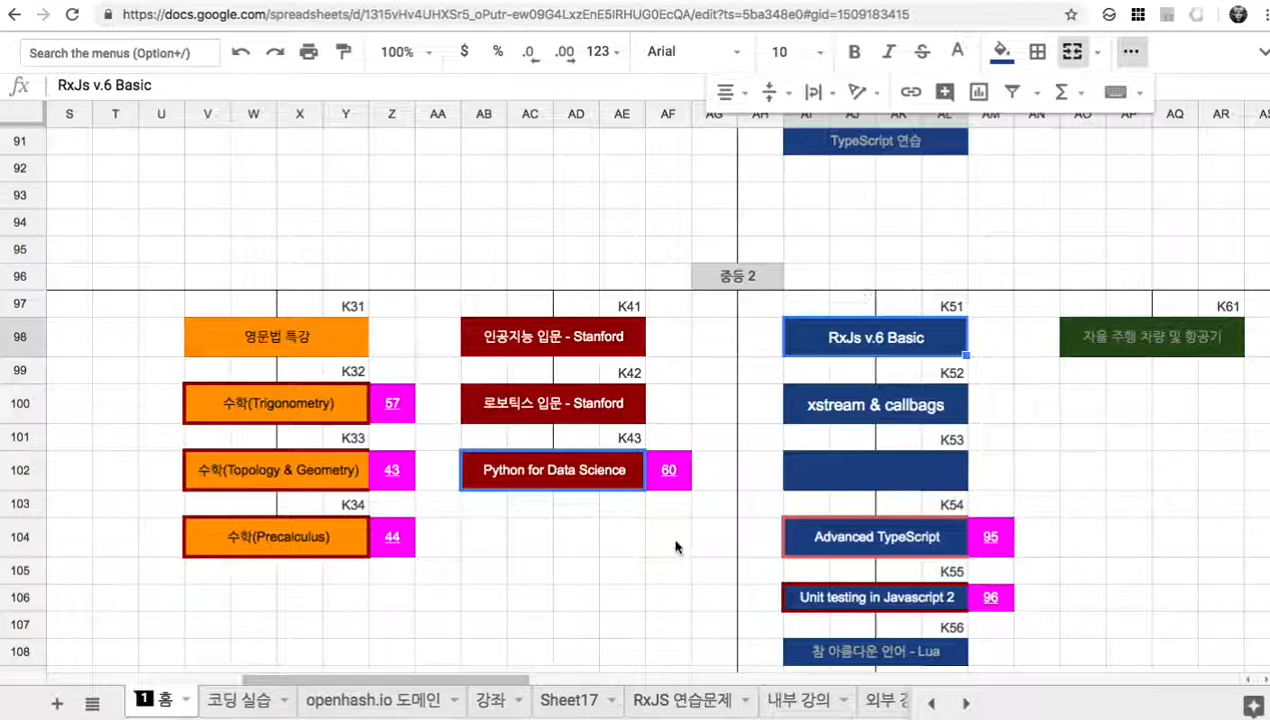 https://docs.google.com/spreadsheets/d/1315vHv4UHXSr5_oPutr-ew09G4LxzEnE5IRHUG0EcQA/edit?ts=5ba348e0#gid=1509183415
Search the menus (Option+/) 100% $ % .0 .00 123 Arial 10 B I S A
fx RxJs v.6 Basic
S T U V W X Y Z AA AB AC AD AE AF AG AH AI AJ AK AL AM AN AO AP AQ AR
91 TypeScript 연습
92
93
94
95
96 중등 2
97 K31 K41 K51 K61
98 영문법 특강 인공지능 입문 - Stanford RxJs v.6 Basic 자율 주행 차량 및 항공기
99 K32 K42 K52
100 수학(Trigonometry) 57 로보틱스 입문 - Stanford xstream & callbags
101 K33 K43 K53
102 수학(Topology & Geometry) 43 Python for Data Science 60
103 K34 K54
104 수학(Precalculus) 44 Advanced TypeScript 95
105 K55
106 Unit testing in Javascript 2 96
107 K56
108 참 아름다운 언어 - Lua
1 홈 코딩 실습 openhash.io 도메인 강좌 Sheet17 RxJS 연습문제 내부 강의 외부